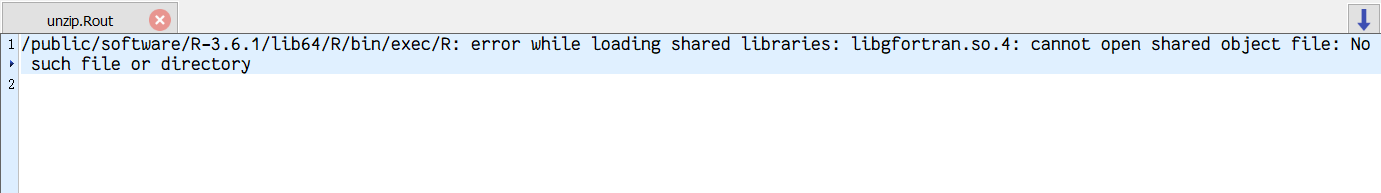 unzip.Rout
1 /public/software/R-3.6.1/lib64/R/bin/exec/R: error while loading shared libraries: libgfortran.so.4: cannot open shared object file: No
such file or directory
2